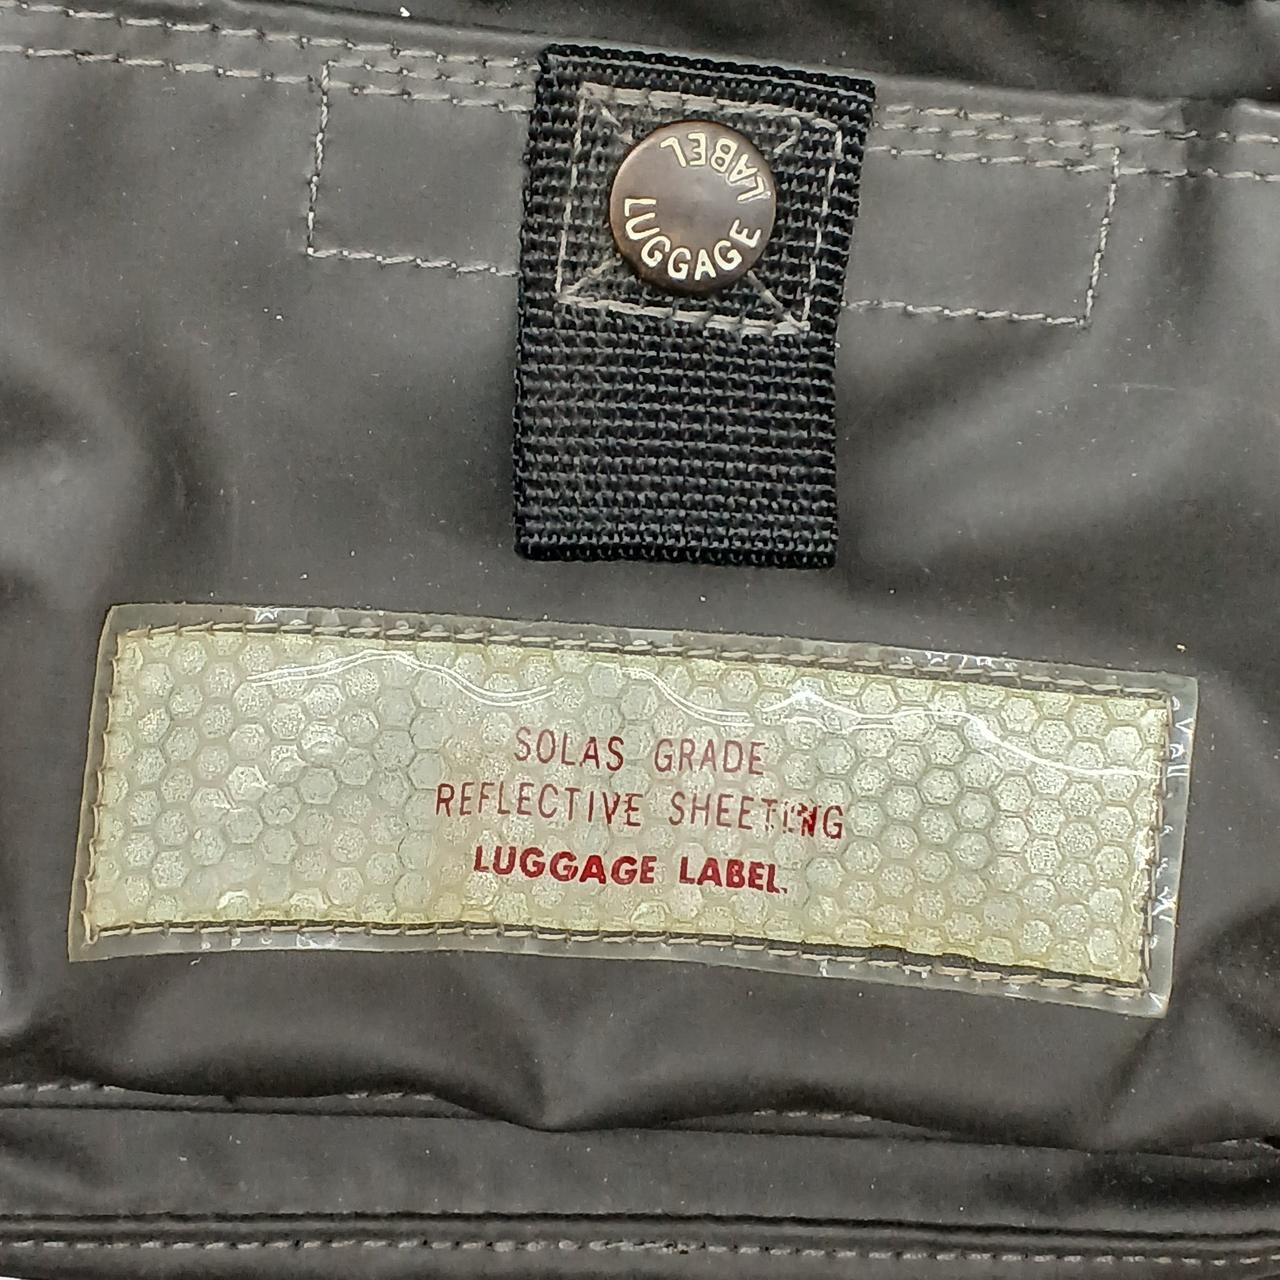 LUGGAGE LABEL
SOLAS GRADE
REFLECTIVE SHEETING
LUGGAGE LABEL